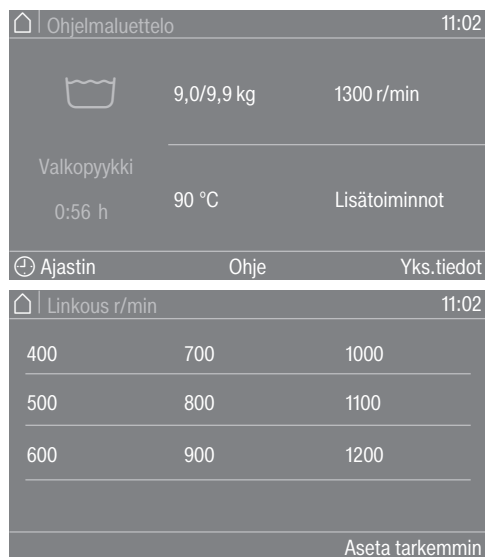 Ohjelmaluettelo 11:02
9,0/9,9 kg 1300 r/min
Valkopyykki
0:56 h
90 °C Lisätoiminnot
Ajastin Ohje Yks.tiedot
Linkous r/min 11:02
400 700 1000
500 800 1100
600 900 1200
Aseta tarkemmin